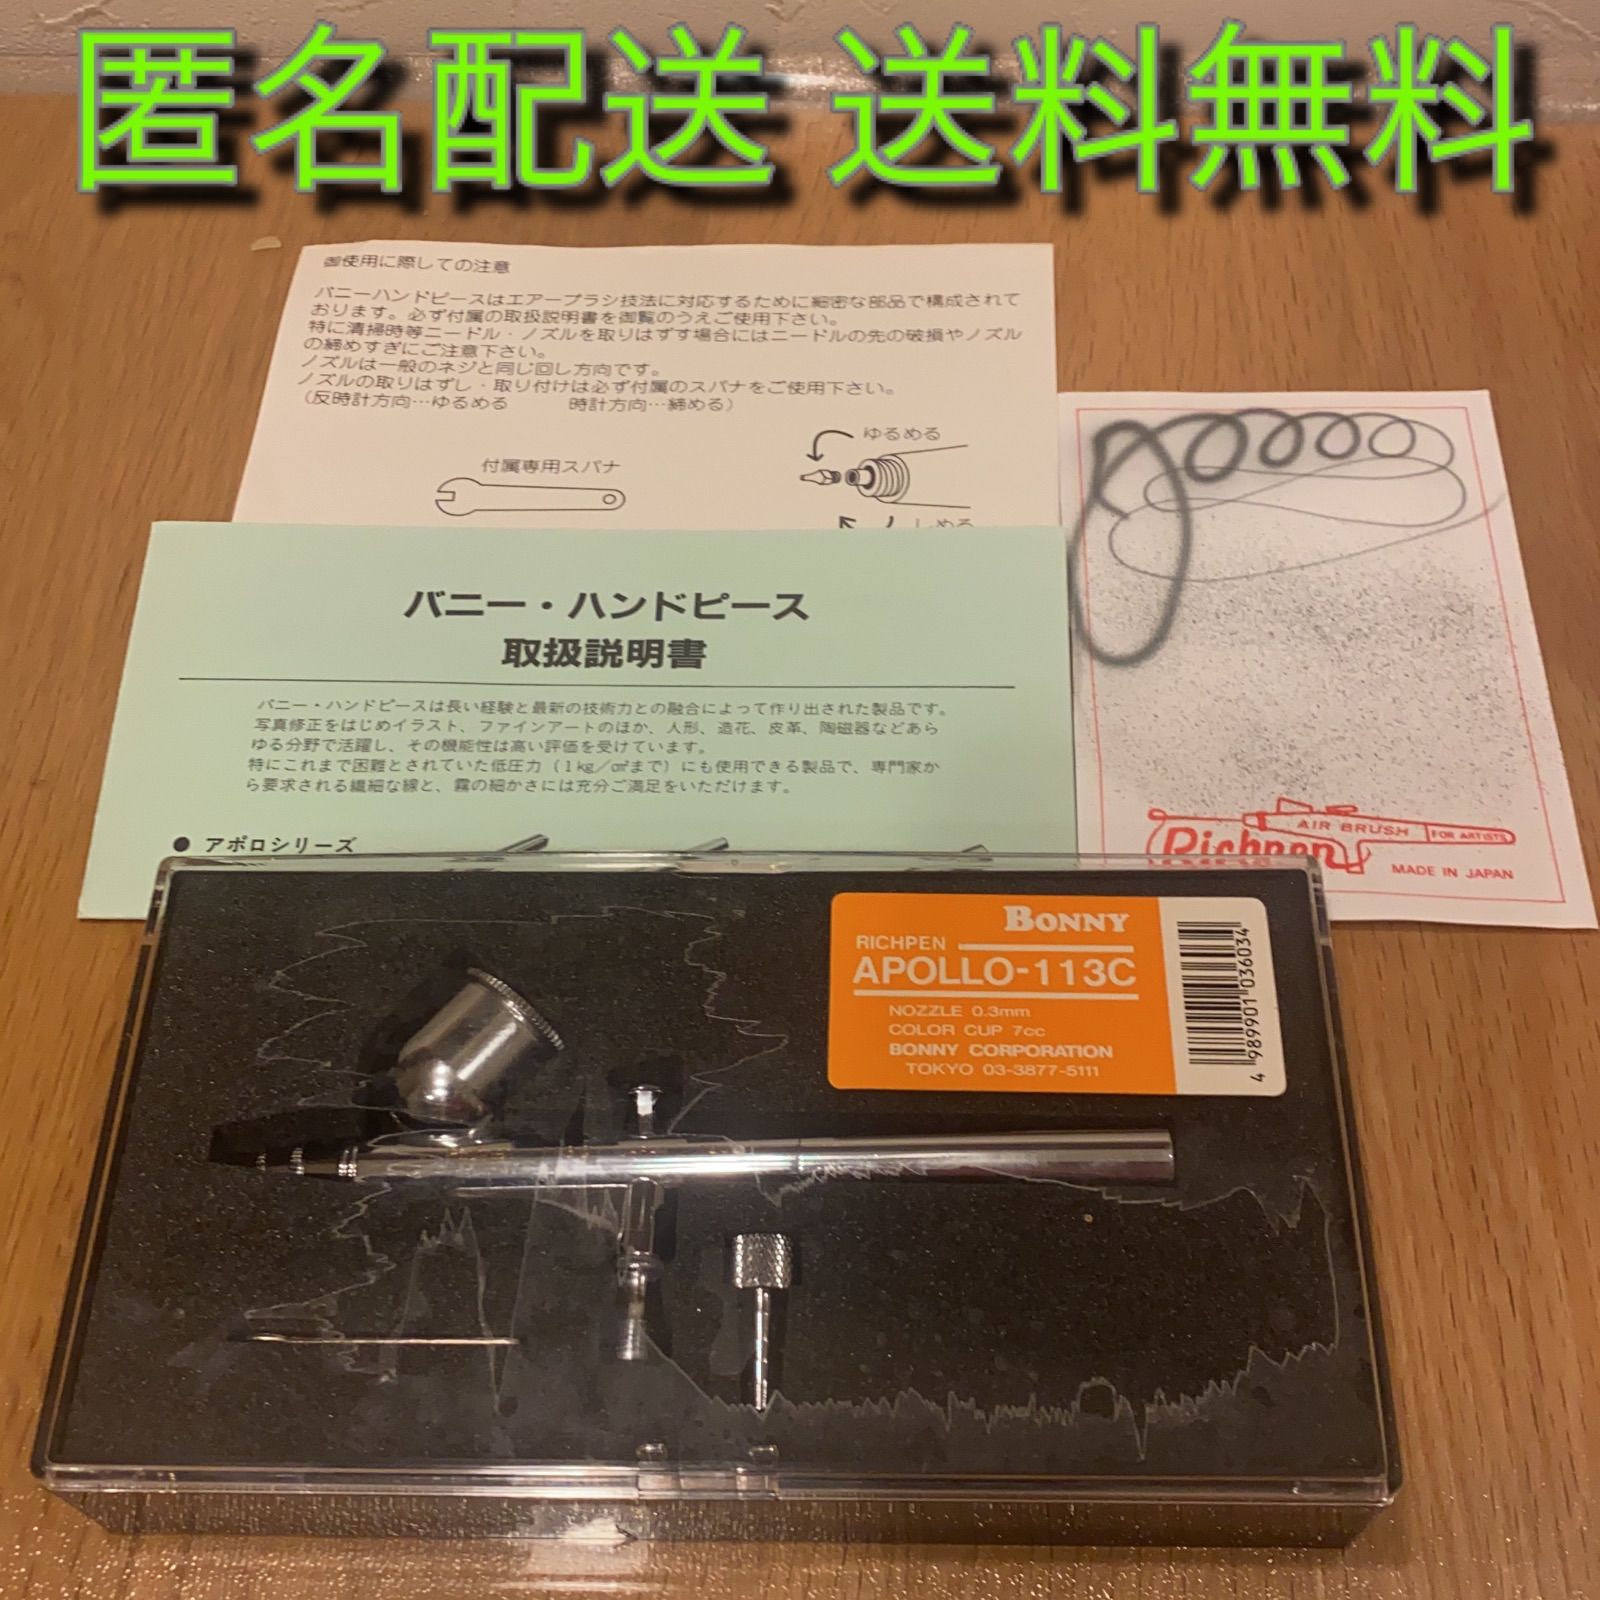 匿名配送 送料無料
御使用に際しての注意
バニーハンドピースはエアーブラシ技法に対応するために細密な部品で構成されて
おります。必ず付属の取扱説明書を御覧のうえご使用下さい。
特に清掃時等ニードル・ノズルを取りはずす場合にはニードルの先の破損やノズル
の締めすぎにご注意下さい。
ノズルは一般のネジと同じ回し方向です。
ノズルの取りはずし・取り付けは必ず付属のスパナをご使用下さい。
(反時計方向…ゆるめる 時計方向…締める)
ゆるめる
付属専用スパナ
しめる
バニー・ハンドピース
取扱説明書
バニー・ハンドピースは長い経験と最新の技術力との融合によって作り出された製品です。
写真修正をはじめイラスト、ファインアートのほか、人形、造花、皮革、陶磁器などあら
ゆる分野で活躍し、その機能性は高い評価を受けています。
特にこれまで困難とされていた低圧力(1kg/㎠まで)にも使用できる製品で、専門家か
ら要求される繊細な線と、霧の細かさには充分ご満足をいただけます。
● アポロシリーズ
AIR BRUSH FOR ARTISTS
Richpen
MADE IN JAPAN
BONNY
RICHPEN
APOLLO-113C
NOZZLE 0.3mm
COLOR CUP 7cc
BONNY CORPORATION
TOKYO 03-3877-5111
4 989901 036034